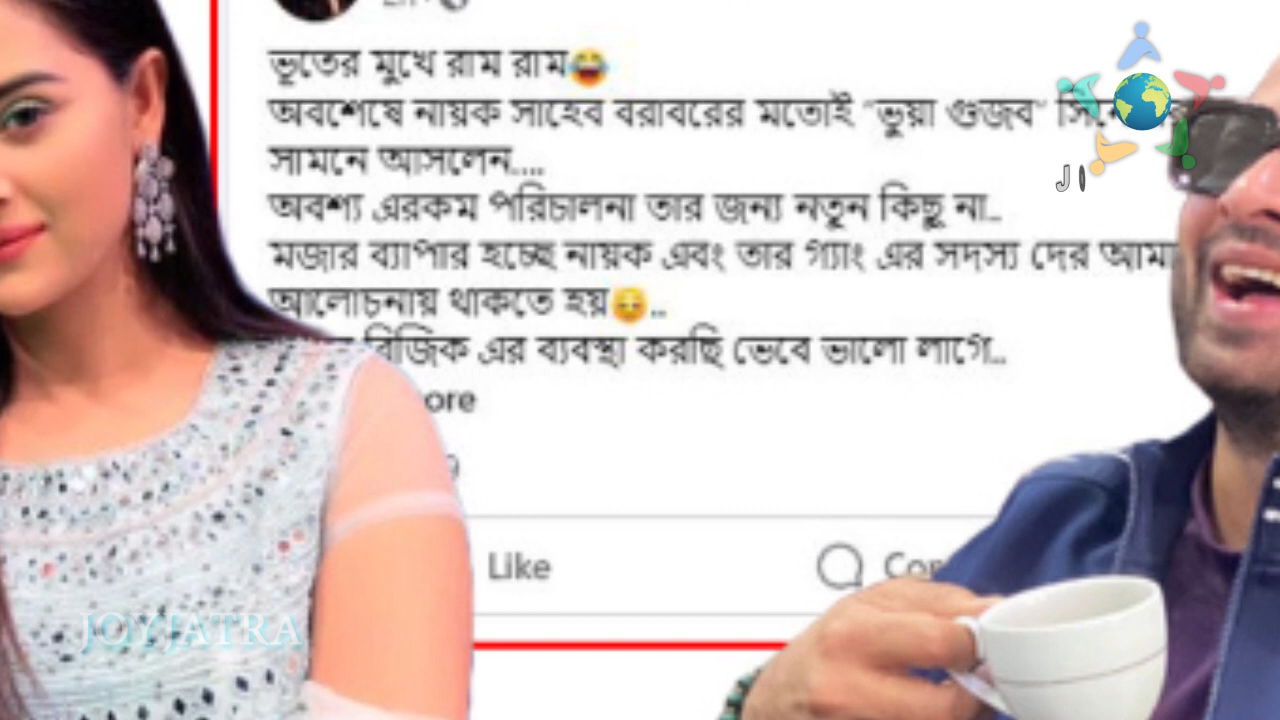 ভূতের মুখে রাম রাম😂
অবশেষে নায়ক সাহেব বরাবরের মতোই "ভুয়া গুজব"
সামনে আসলেন....
অবশ্য এরকম পরিচালনা তার জন্য নতুন কিছু না..
মজার ব্যাপার হচ্ছে নায়ক এবং তার গ্যাং এর সদস্য দের
আলোচনায় থাকতে হয়😔..
রিজিক এর ব্যবস্থা করছি ভেবে ভালো লাগে..
Like
JOYJATRA